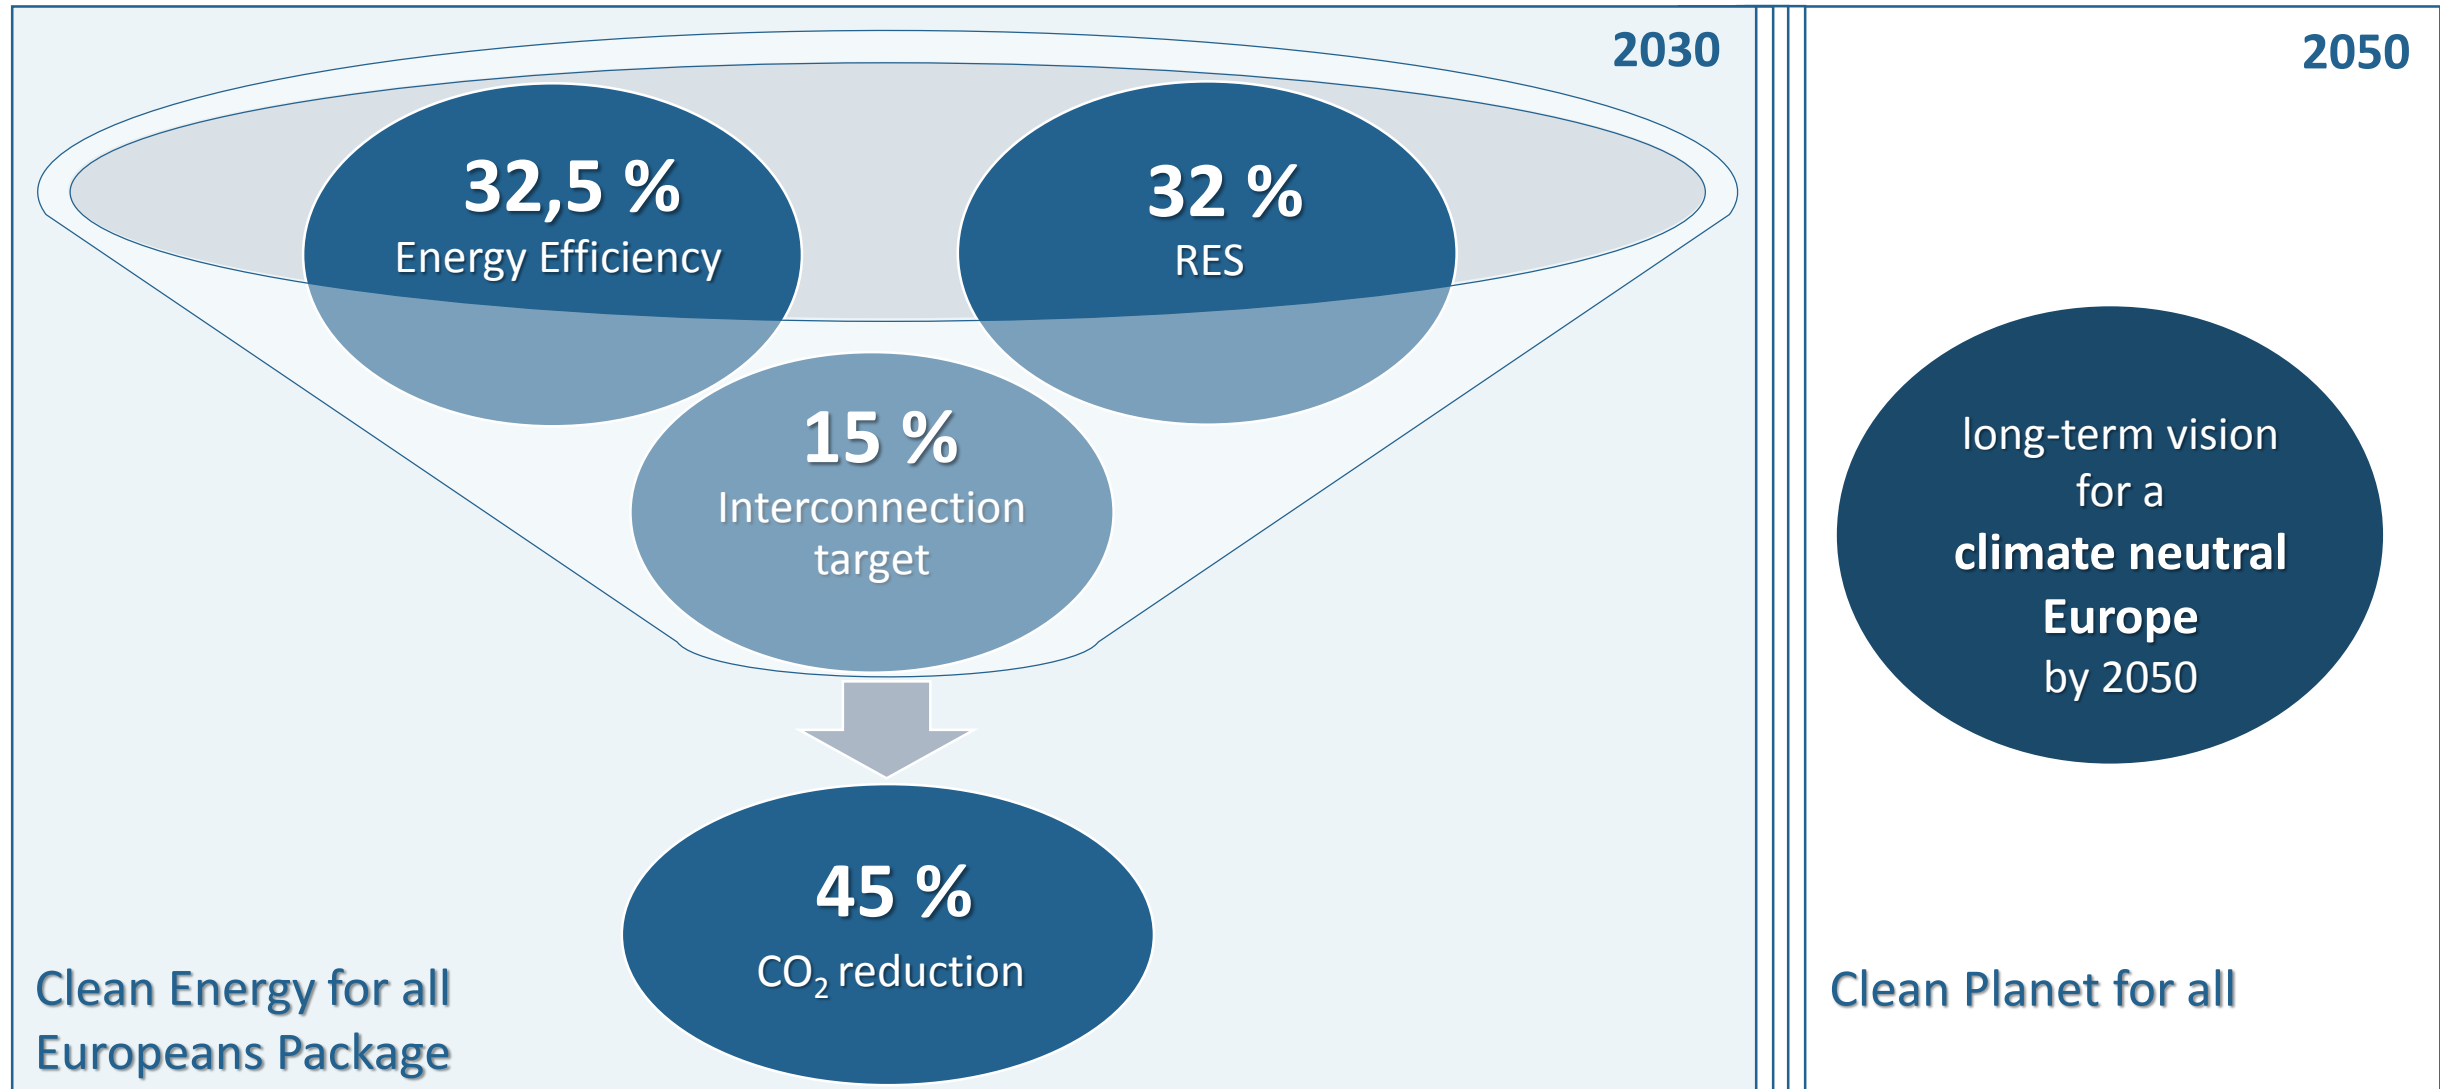 2030
32,5 %
Energy Efficiency
32 %
RES
15 %
Interconnection
target
45 %
CO₂ reduction
Clean Energy for all
Europeans Package
2050
long-term vision
for a
climate neutral
Europe
by 2050
Clean Planet for all